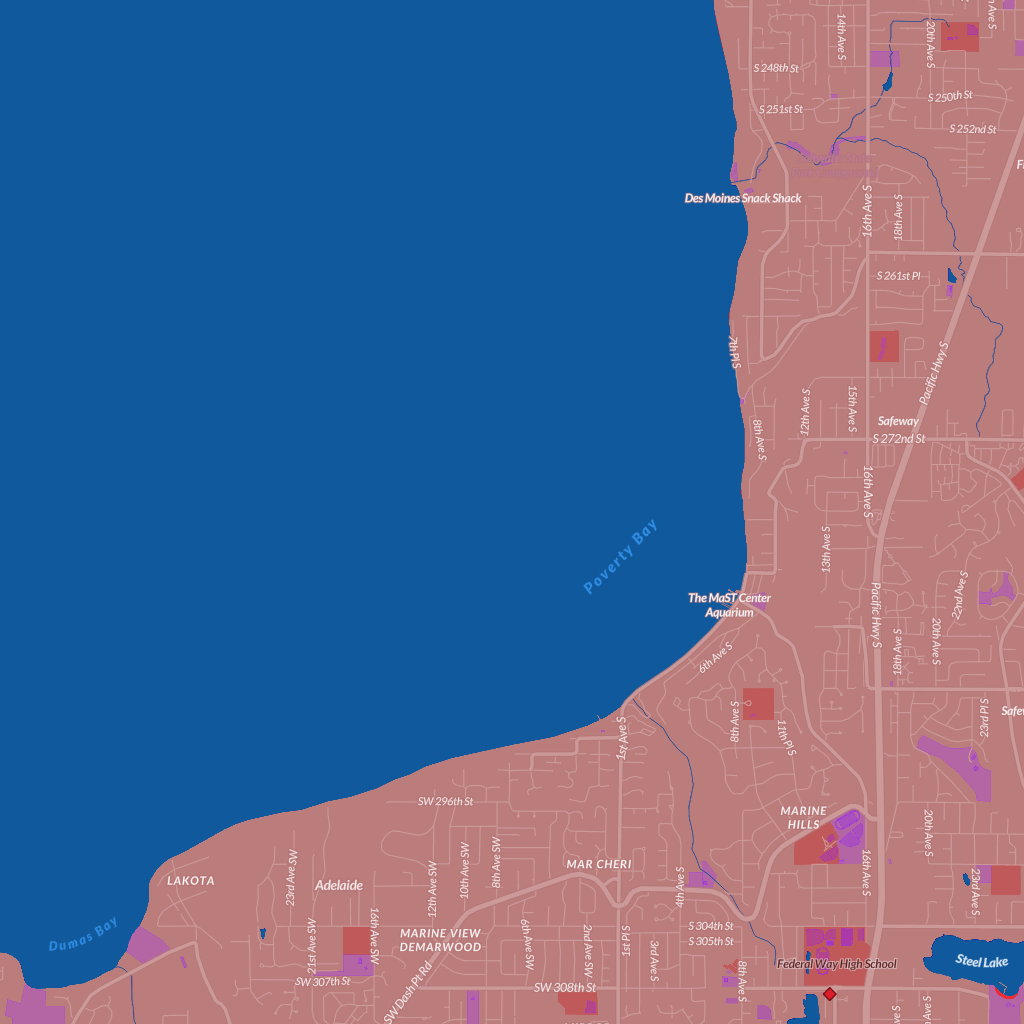 14th Ave S
20th Ave S
S 248th St
S 250th St
S 251st St
S 252nd St
Des Moines Snack Shack
16th Ave S
18th Ave S
S 261st Pl
7th Pl S
Pacific Hwy S
12th Ave S
15th Ave S
Safeway
8th Ave S
S 272nd St
16th Ave S
Poverty Bay
13th Ave S
The MaST Center
Aquarium
Pacific Hwy S
22nd Ave S
20th Ave S
18th Ave S
6th Ave S
8th Ave S
11th Pl S
23rd Pl S
Safew
1st Ave S
SW 296th St
MARINE
HILLS
20th Ave S
MAR CHERI
LAKOTA
Adelaide
23rd Ave SW
12th Ave SW
10th Ave SW
8th Ave SW
4th Ave S
16th Ave S
23rd Ave S
Dumas Bay
21st Ave SW
16th Ave SW
MARINE VIEW
DEMARWOOD
6th Ave SW
2nd Ave SW
1st Pl S
3rd Ave S
S 304th St
S 305th St
Steel Lake
Federal Way High School
8th Ave S
SW 307th St
SW Dash Pt Rd
SW 308th St